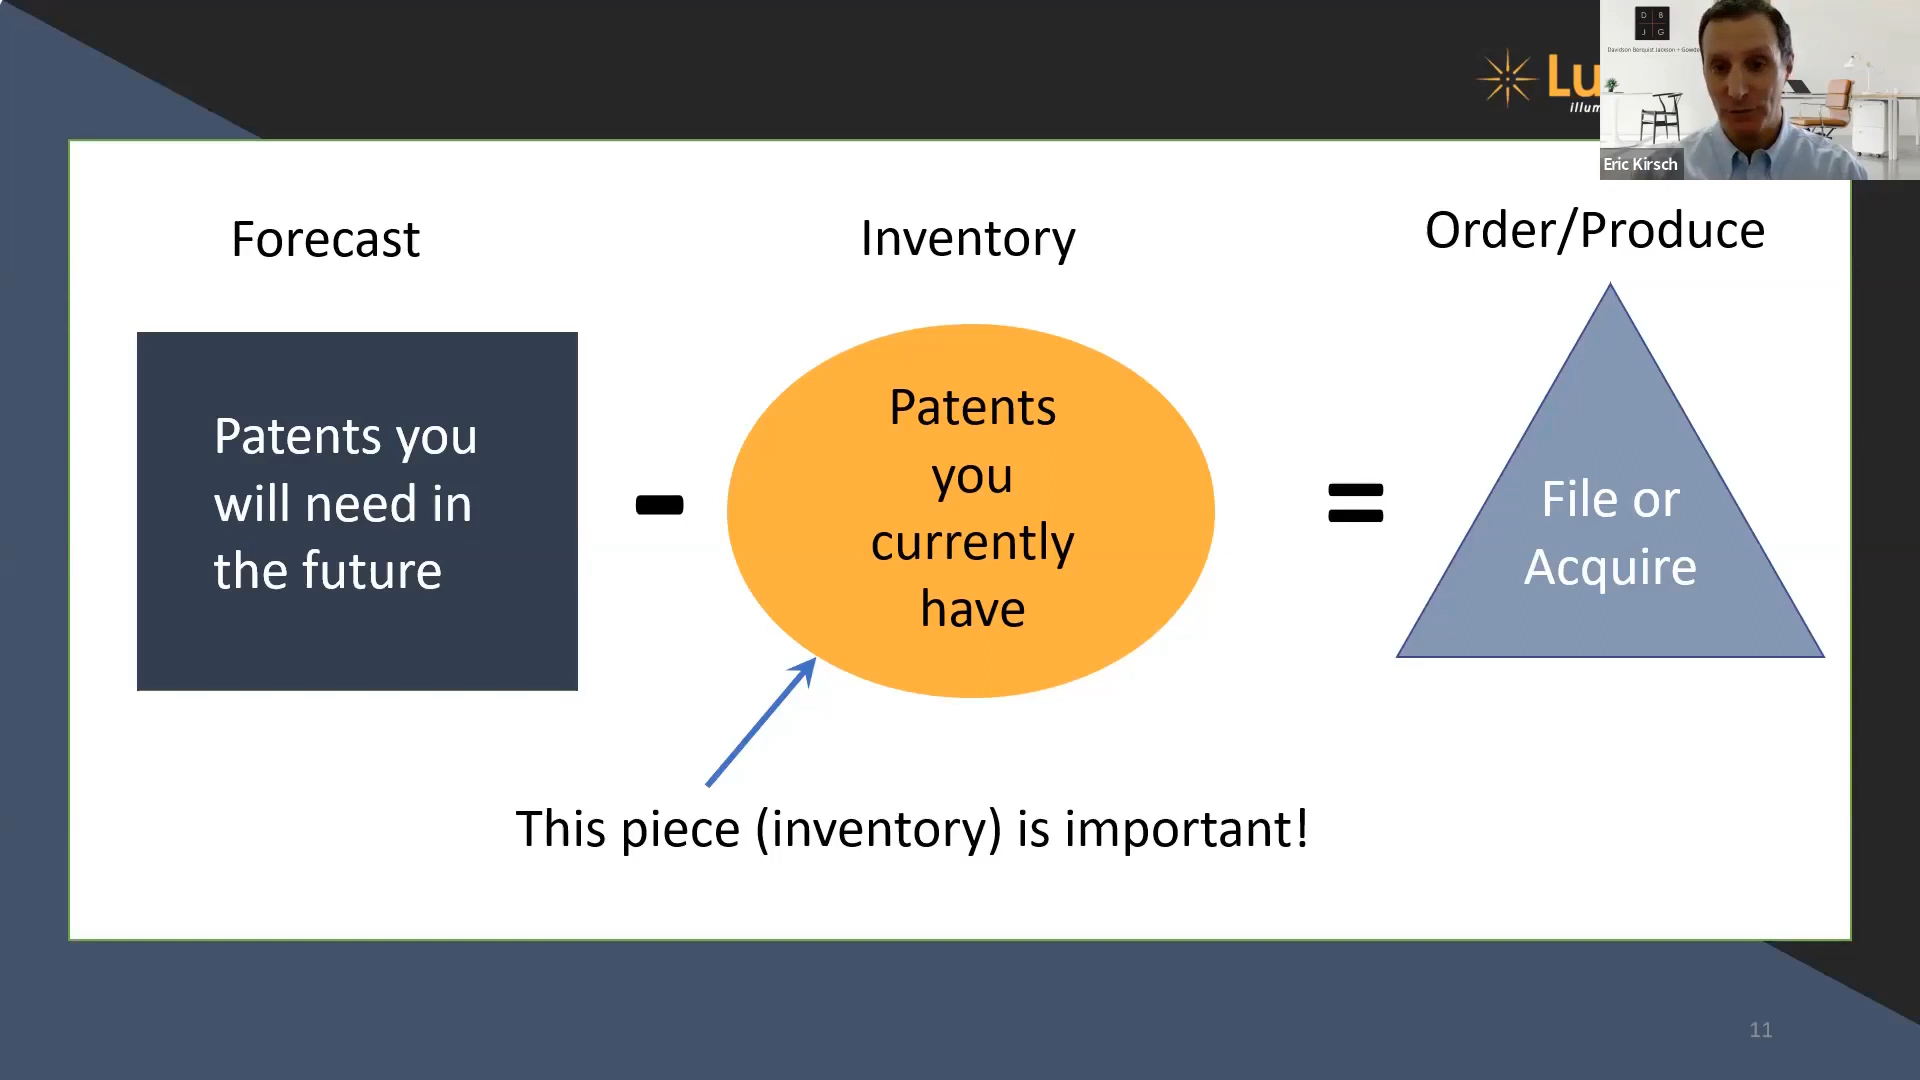 D B
J G
Eric Kirsch
Forecast
Inventory
Order/Produce
Patents you
will need in
the future
-
Patents
you
currently
have
=
File or
Acquire
This piece (inventory) is important!
11